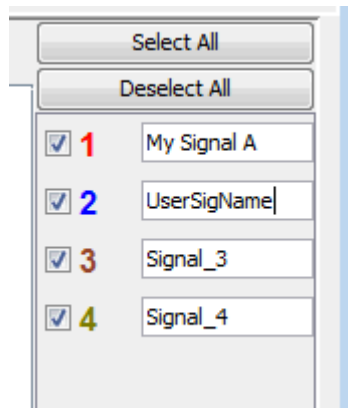 Select All
Deselect All
1 My Signal A
2 UserSigName
3 Signal_3
4 Signal_4